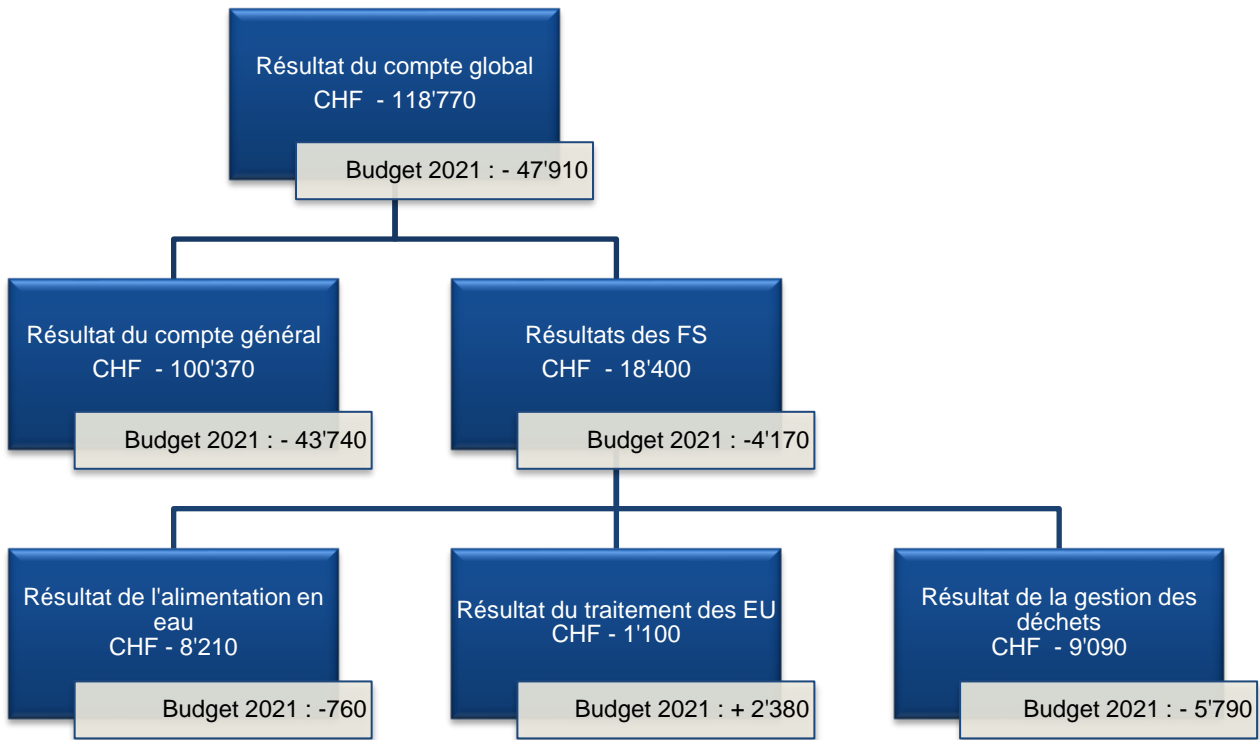 Résultat du compte global
CHF - 118'770
Budget 2021 : - 47'910
Résultat du compte général
CHF - 100'370
Budget 2021 : - 43'740
Résultats des FS
CHF - 18'400
Budget 2021 : -4'170
Résultat de l'alimentation en
eau
CHF - 8'210
Budget 2021 : -760
Résultat du traitement des EU
CHF - 1'100
Budget 2021 : + 2'380
Résultat de la gestion des
déchets
CHF - 9'090
Budget 2021 : - 5'790